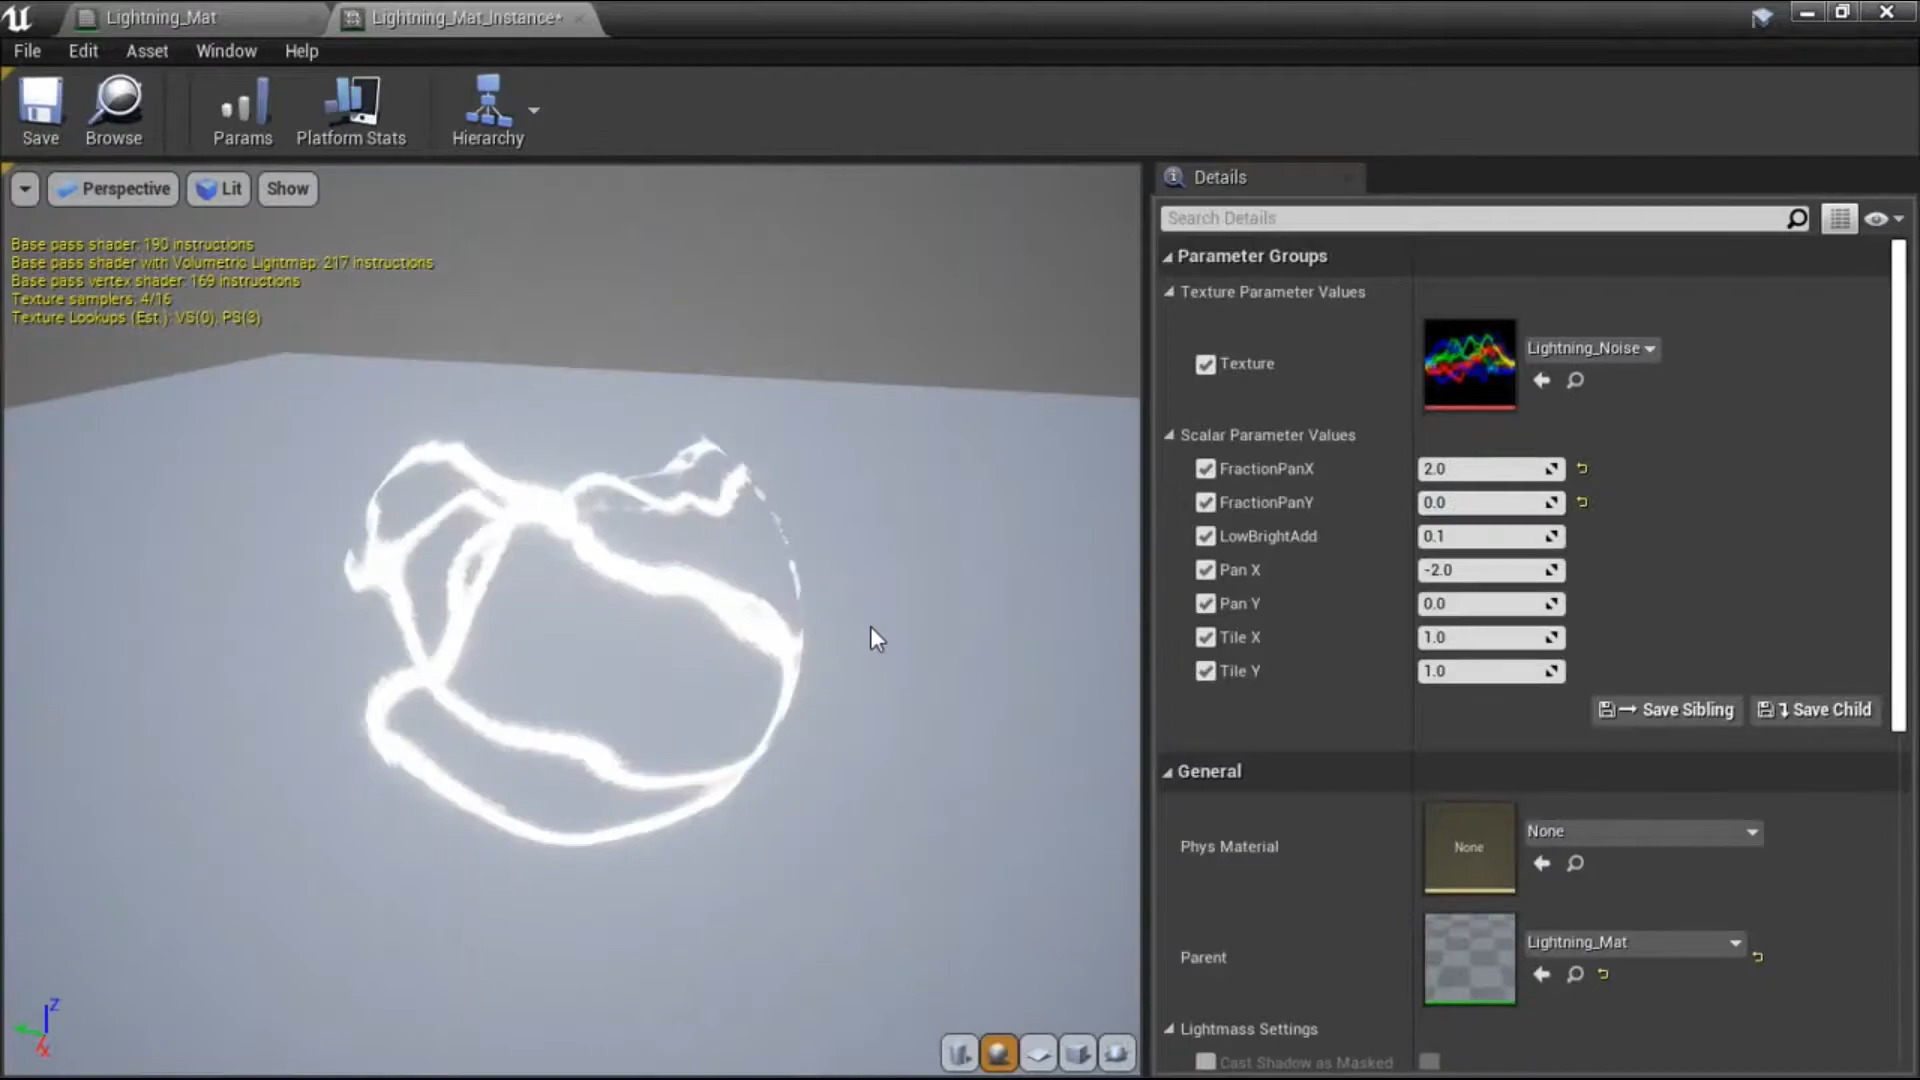 Lightning_Mat
Lightning_Mat_Instance*
File Edit Asset Window Help
Save Browse Params Platform Stats Hierarchy
Perspective Lit Show
Base pass shader: 190 instructions
Base pass shader with Volumetric Lightmap: 217 instructions
Base pass vertex shader: 169 instructions
Texture samplers: 4/16
Texture Lookups (Est.): VS(0), PS(3)
Z
X
Details
Search Details
Parameter Groups
Texture Parameter Values
Texture
Lightning_Noise
Scalar Parameter Values
FractionPanX 2.0
FractionPanY 0.0
LowBrightAdd 0.1
Pan X -2.0
Pan Y 0.0
Tile X 1.0
Tile Y 1.0
Save Sibling Save Child
General
Phys Material
None
None
Parent
Lightning_Mat
Lightmass Settings
Cast Shadow as Masked